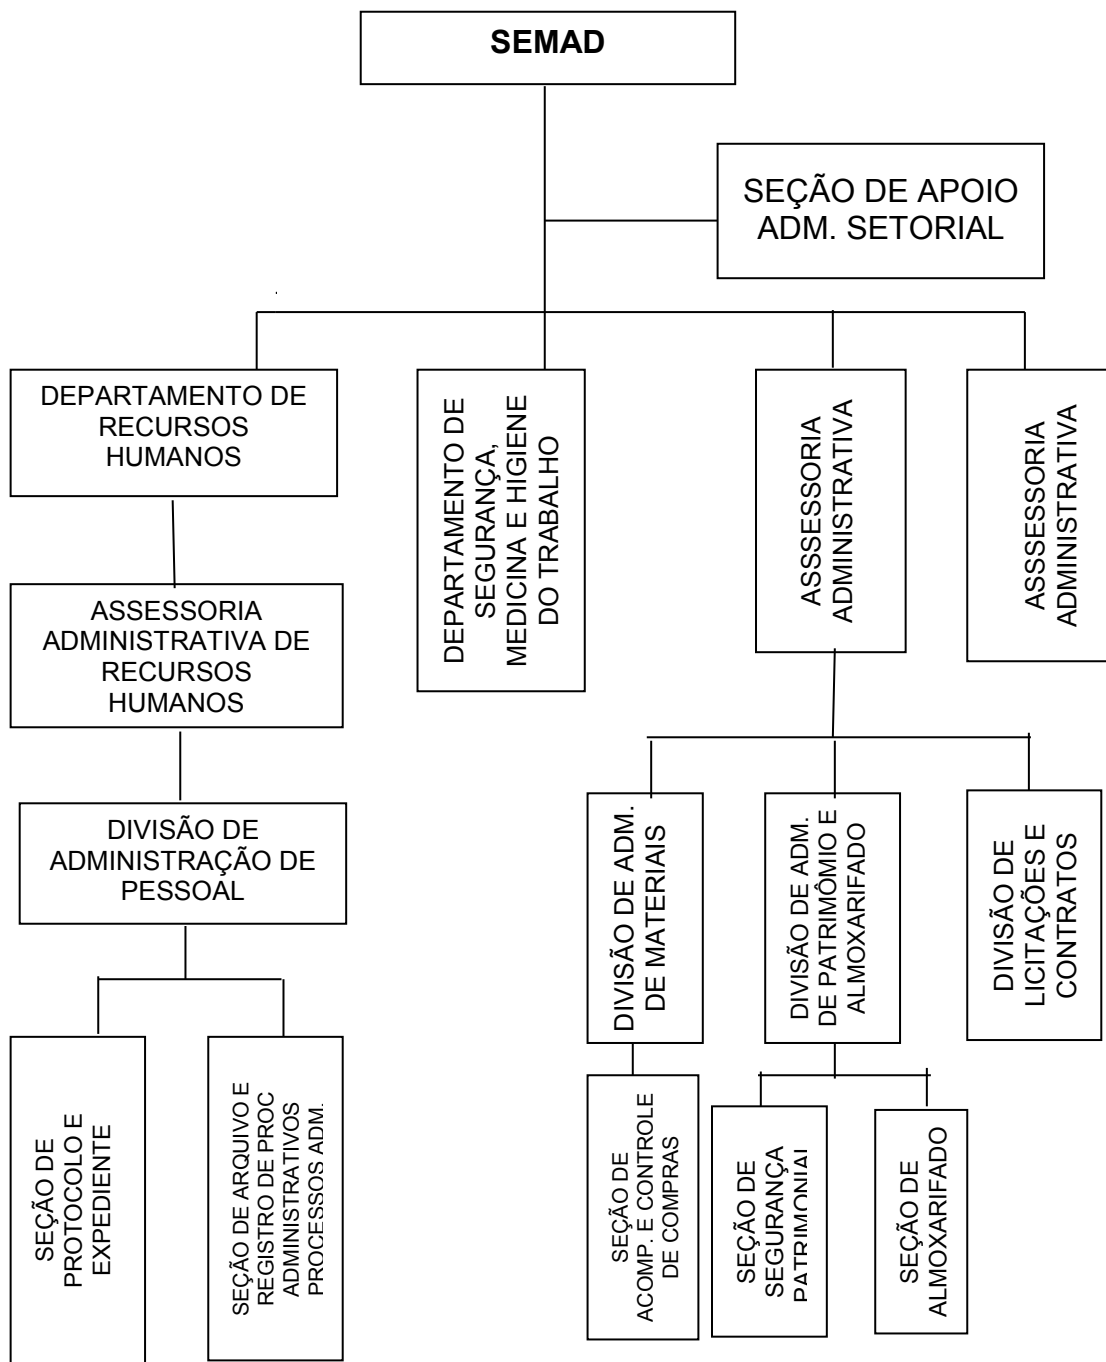 SEMAD
SEÇÃO DE APOIO
ADM. SETORIAL
DEPARTAMENTO DE
RECURSOS
HUMANOS
DEPARTAMENTO DE
SEGURANÇA,
MEDICINA E HIGIENE
DO TRABALHO
ASSSESSORIA
ADMINISTRATIVA
ASSSESSORIA
ADMINISTRATIVA
ASSESSORIA
ADMINISTRATIVA DE
RECURSOS
HUMANOS
DIVISÃO DE
ADMINISTRAÇÃO DE
PESSOAL
DIVISÃO DE ADM.
DE MATERIAIS
DIVISÃO DE ADM.
DE PATRIMÔMIO E
ALMOXARIFADO
DIVISÃO DE
LICITAÇÕES E
CONTRATOS
SEÇÃO DE
PROTOCOLO E
EXPEDIENTE
SEÇÃO DE ARQUIVO E
REGISTRO DE PROC
ADMINISTRATIVOS
PROCESSOS ADM.
SEÇÃO DE
ACOMP. E CONTROLE
DE COMPRAS
SEÇÃO DE
SEGURANÇA
PATRIMONIAL
SEÇÃO DE
ALMOXARIFADO